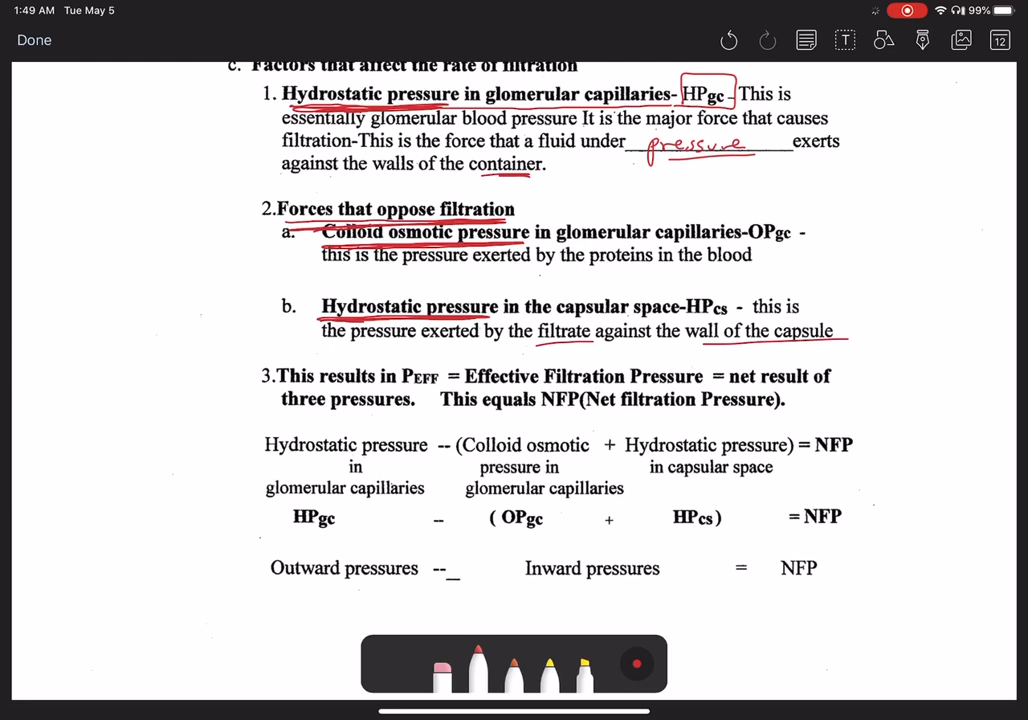 1:49 AM Tue May 5
99%
Done
T
12
c. Factors that affect the rate of filtration
1. Hydrostatic pressure in glomerular capillaries- HPgc - This is
essentially glomerular blood pressure It is the major force that causes
filtration-This is the force that a fluid under pressure exerts
against the walls of the container.
2.Forces that oppose filtration
a. Colloid osmotic pressure in glomerular capillaries-OPgc -
this is the pressure exerted by the proteins in the blood
b. Hydrostatic pressure in the capsular space-HPcs - this is
the pressure exerted by the filtrate against the wall of the capsule
3.This results in PEFF = Effective Filtration Pressure = net result of
three pressures. This equals NFP(Net filtration Pressure).
Hydrostatic pressure -- (Colloid osmotic + Hydrostatic pressure) = NFP
in pressure in in capsular space
glomerular capillaries glomerular capillaries
HPgc -- ( OPgc + HPcs ) = NFP
Outward pressures --_ Inward pressures = NFP